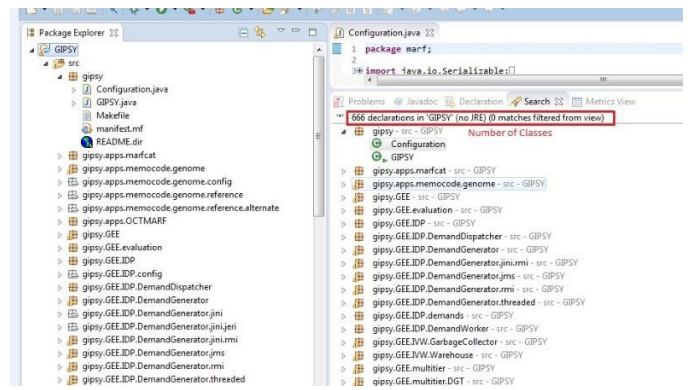 Package Explorer
GIPSY
src
gipsy
Configuration.java
GIPSY.java
Makefile
manifest.mf
README.dir
gipsy.apps.marfcat
gipsy.apps.memocode.genome
gipsy.apps.memocode.genome.config
gipsy.apps.memocode.genome.reference
gipsy.apps.memocode.genome.reference.alternate
gipsy.apps.OCTMARF
gipsy.GEE
gipsy.GEE.evaluation
gipsy.GEE.IDP
gipsy.GEE.IDP.config
gipsy.GEE.IDP.DemandDispatcher
gipsy.GEE.IDP.DemandGenerator
gipsy.GEE.IDP.DemandGenerator.jini
gipsy.GEE.IDP.DemandGenerator.jini.jeri
gipsy.GEE.IDP.DemandGenerator.jini.rmi
gipsy.GEE.IDP.DemandGenerator.jms
gipsy.GEE.IDP.DemandGenerator.rmi
gipsy.GEE.IDP.DemandGenerator.threaded
Configuration.java
1 package marf;
2
3 import java.io.Serializable;
Problems @ Javadoc Declaration Search Metrics View
666 declarations in 'GIPSY' (no JRE) (0 matches filtered from view)
gipsy - src - GIPSY Number of Classes
Configuration
GIPSY
gipsy.apps.marfcat - src - GIPSY
gipsy.apps.memocode.genome - src - GIPSY
gipsy.GEE - src - GIPSY
gipsy.GEE.evaluation - src - GIPSY
gipsy.GEE.IDP - src - GIPSY
gipsy.GEE.IDP.DemandDispatcher - src - GIPSY
gipsy.GEE.IDP.DemandGenerator - src - GIPSY
gipsy.GEE.IDP.DemandGenerator.jini.rmi - src - GIPSY
gipsy.GEE.IDP.DemandGenerator.jms - src - GIPSY
gipsy.GEE.IDP.DemandGenerator.rmi - src - GIPSY
gipsy.GEE.IDP.DemandGenerator.threaded - src - GIPSY
gipsy.GEE.IDP.demands - src - GIPSY
gipsy.GEE.IDP.DemandWorker - src - GIPSY
gipsy.GEE.IVW.GarbageCollector - src - GIPSY
gipsy.GEE.IVW.Warehouse - src - GIPSY
gipsy.GEE.multitier - src - GIPSY
gipsy.GEE.multitier.DGT - src - GIPSY